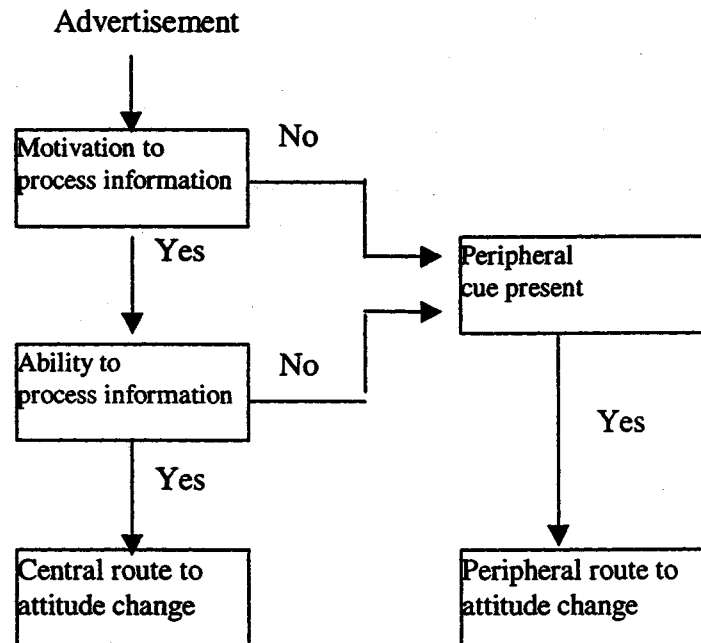 Advertisement
Motivation to
process information
No
Yes
Peripheral
cue present
Ability to
process information
No
Yes
Yes
Central route to
attitude change
Peripheral route to
attitude change